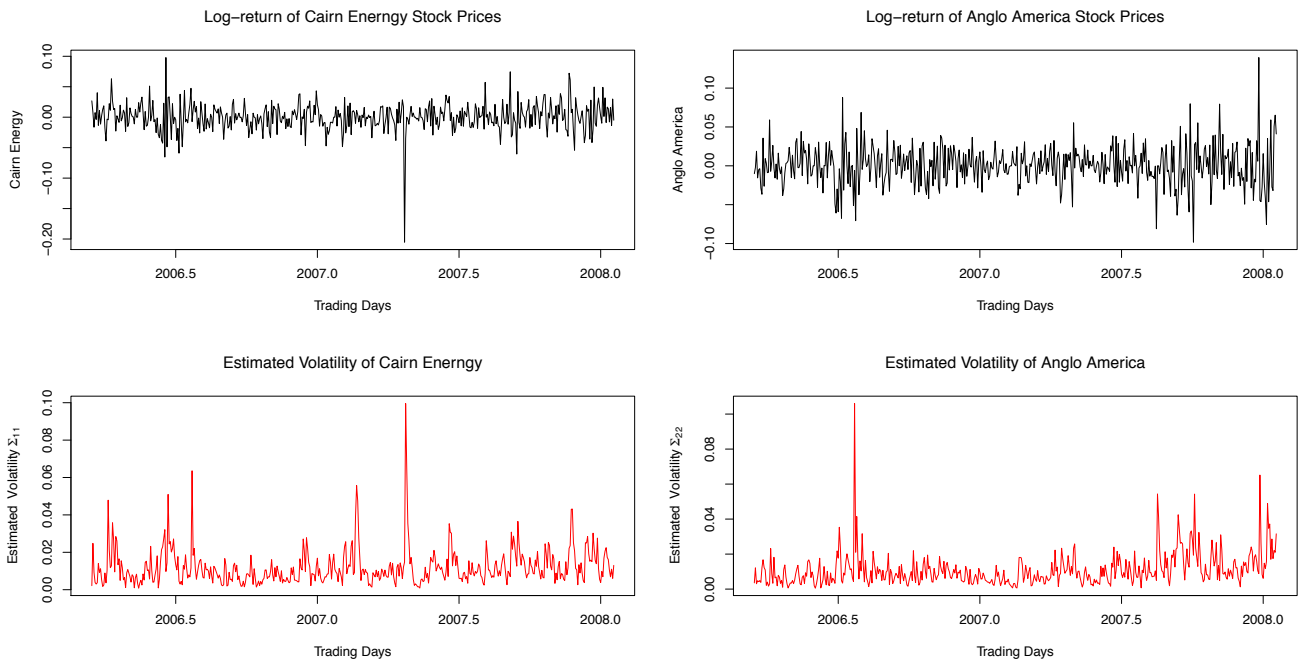 Log−return of Cairn Enerngy Stock Prices
Cairn Energy
0.10
0.00
−0.10
−0.20
2006.5
2007.0
2007.5
2008.0
Trading Days
Log−return of Anglo America Stock Prices
Anglo America
0.10
0.05
0.00
−0.10
2006.5
2007.0
2007.5
2008.0
Trading Days
Estimated Volatility of Cairn Enerngy
Estimated Volatility Σ11
0.10
0.08
0.06
0.04
0.02
0.00
2006.5
2007.0
2007.5
2008.0
Trading Days
Estimated Volatility of Anglo America
Estimated Volatility Σ22
0.08
0.04
0.00
2006.5
2007.0
2007.5
2008.0
Trading Days